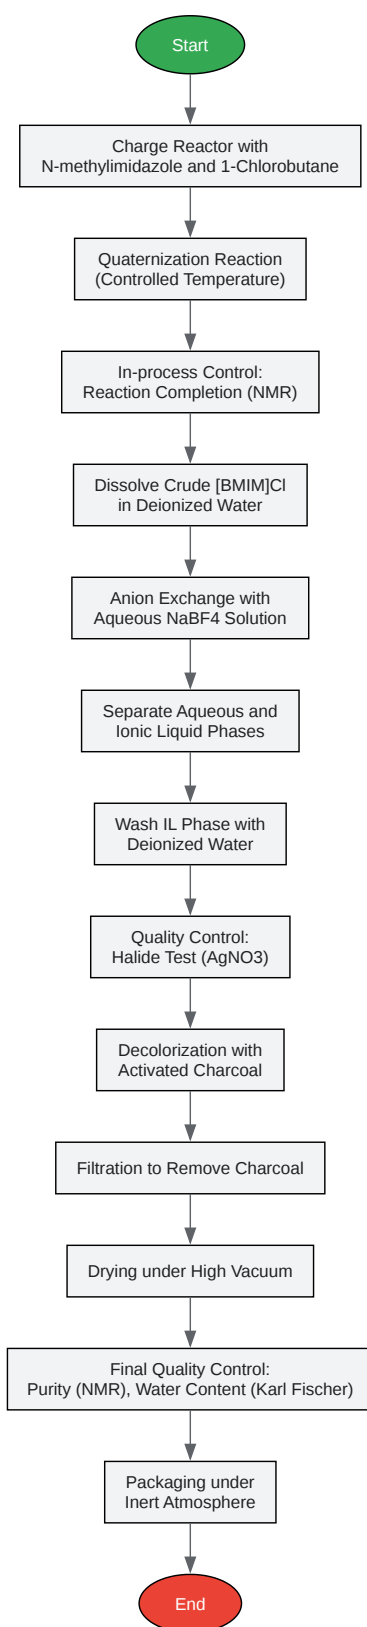 Start
Charge Reactor with
N-methylimidazole and 1-Chlorobutane
Quaternization Reaction
(Controlled Temperature)
In-process Control:
Reaction Completion (NMR)
Dissolve Crude [BMIM]Cl
in Deionized Water
Anion Exchange with
Aqueous NaBF4 Solution
Separate Aqueous and
Ionic Liquid Phases
Wash IL Phase with
Deionized Water
Quality Control:
Halide Test (AgNO3)
Decolorization with
Activated Charcoal
Filtration to Remove Charcoal
Drying under High Vacuum
Final Quality Control:
Purity (NMR), Water Content (Karl Fischer)
Packaging under
Inert Atmosphere
End